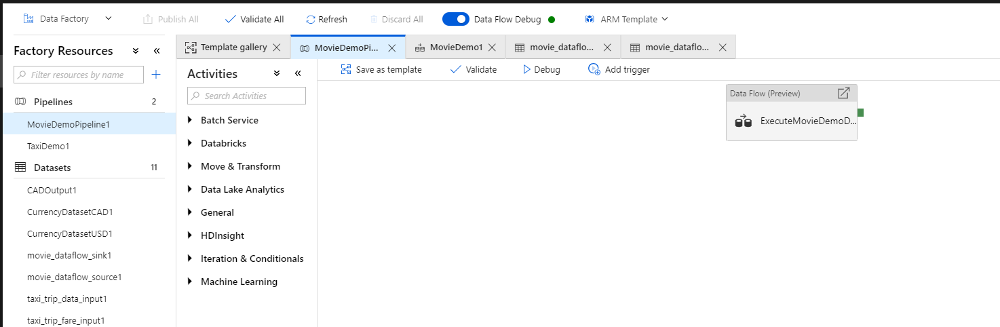 Data Factory
Publish All
Validate All
Refresh
Discard All
Data Flow Debug
ARM Template
Factory Resources
Filter resources by name
Pipelines 2
MovieDemoPipeline1
TaxiDemo1
Datasets 11
CADOutput1
CurrencyDatasetCAD1
CurrencyDatasetUSD1
movie_dataflow_sink1
movie_dataflow_source1
taxi_trip_data_input1
taxi_trip_fare_input1
Template gallery
MovieDemoPi...
MovieDemo1
movie_dataflo...
movie_dataflo...
Activities
Search Activities
Batch Service
Databricks
Move & Transform
Data Lake Analytics
General
HDInsight
Iteration & Conditionals
Machine Learning
Save as template
Validate
Debug
Add trigger
Data Flow (Preview)
ExecuteMovieDemoD...